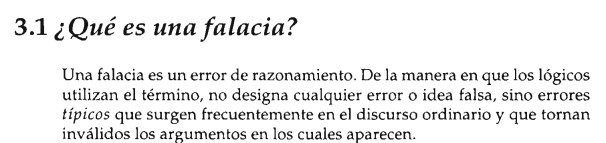 3.1 ¿Qué es una falacia?
Una falacia es un error de razonamiento. De la manera en que los lógicos
utilizan el término, no designa cualquier error o idea falsa, sino errores
típicos que surgen frecuentemente en el discurso ordinario y que tornan
inválidos los argumentos en los cuales aparecen.